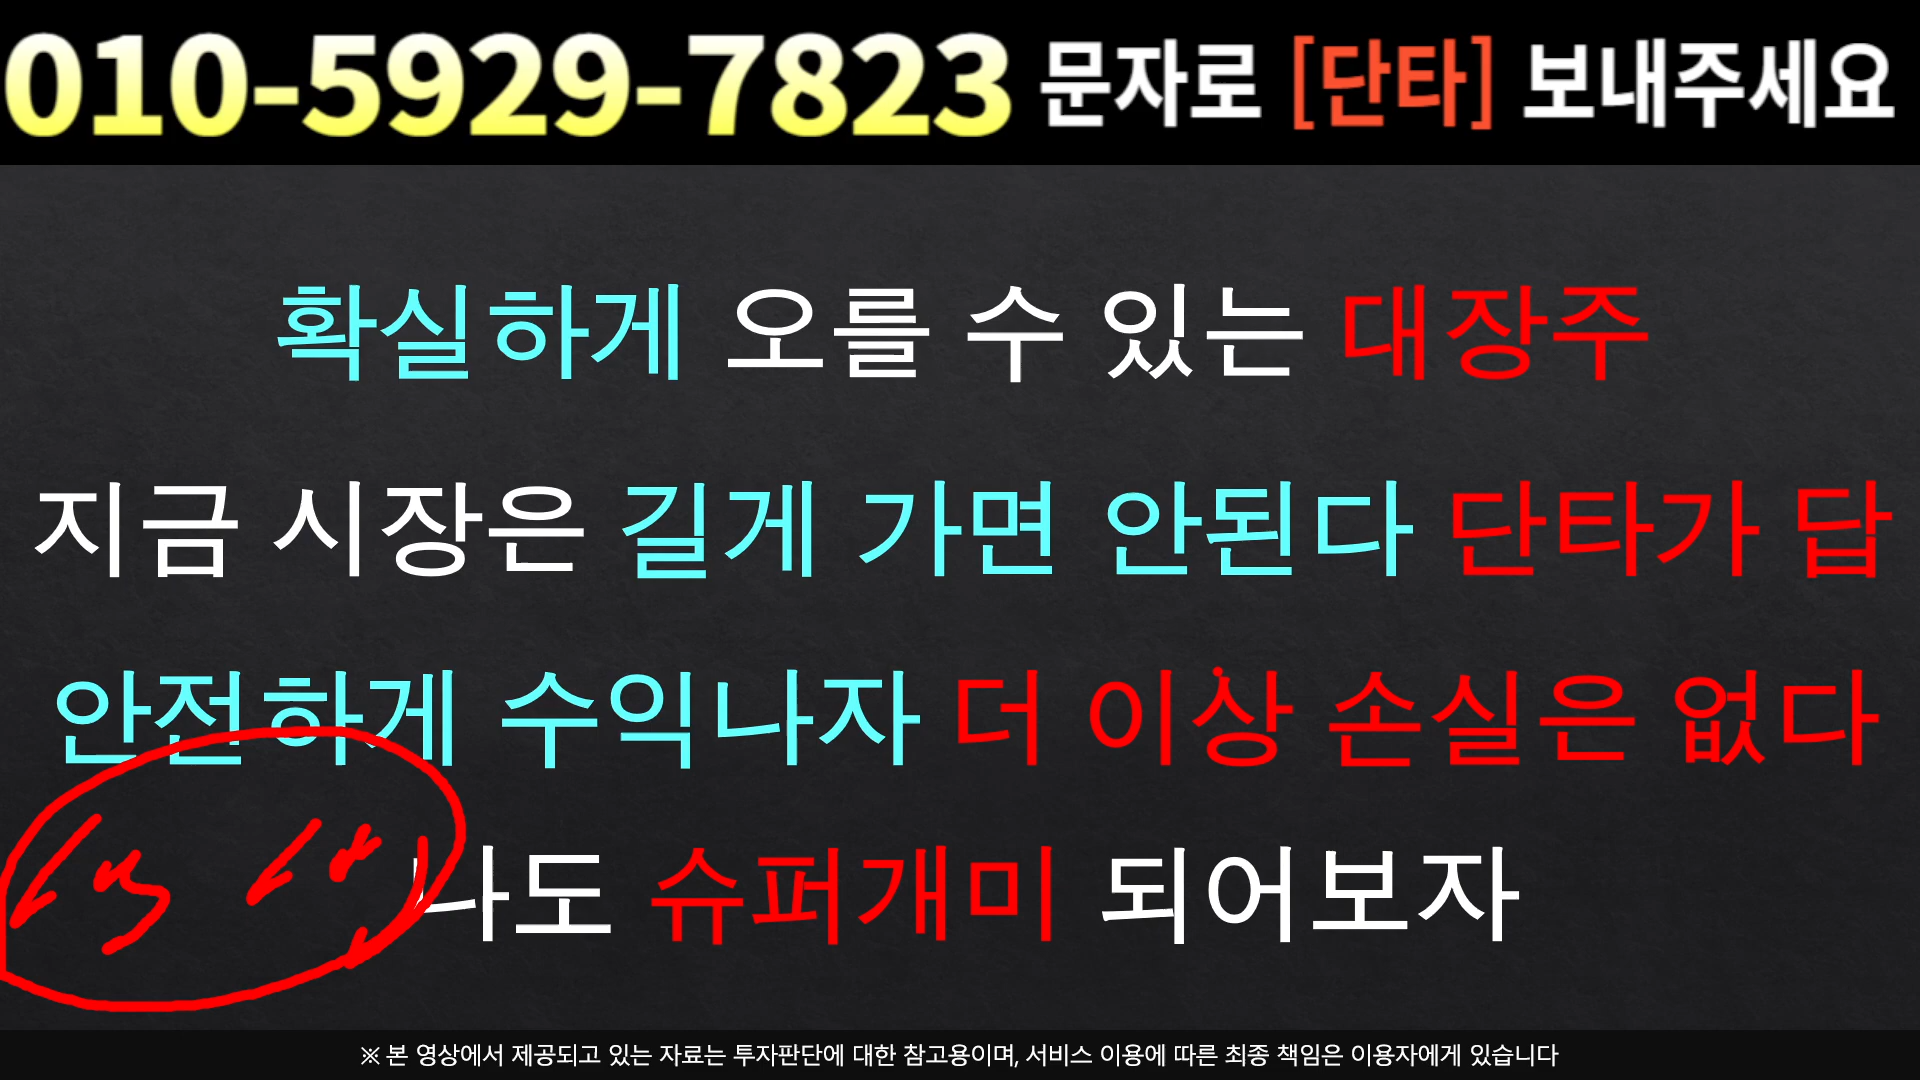 010-5929-7823 문자로 [단타] 보내주세요
확실하게 오를 수 있는 대장주
지금 시장은 길게 가면 안된다 단타가 답
안전하게 수익나자 더 이상 손실은 없다
나도 슈퍼개미 되어보자
※ 본 영상에서 제공되고 있는 자료는 투자판단에 대한 참고용이며, 서비스 이용에 따른 최종 책임은 이용자에게 있습니다